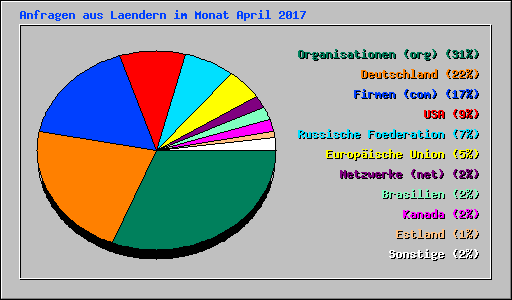 Anfragen aus Laendern im Monat April 2017
Organisationen (org) (31%)
Deutschland (22%)
Firmen (com) (17%)
USA (9%)
Russische Foederation (7%)
Europäische Union (5%)
Netzwerke (net) (2%)
Brasilien (2%)
Kanada (2%)
Estland (1%)
Sonstige (2%)